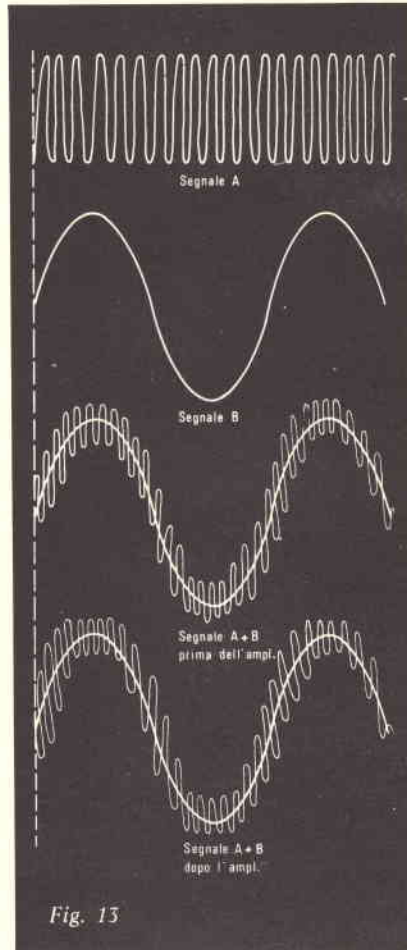 Segnale A
Segnale B
Segnale A+B
prima dell'ampl.
Segnale A+B
dopo l'ampl.
Fig. 13